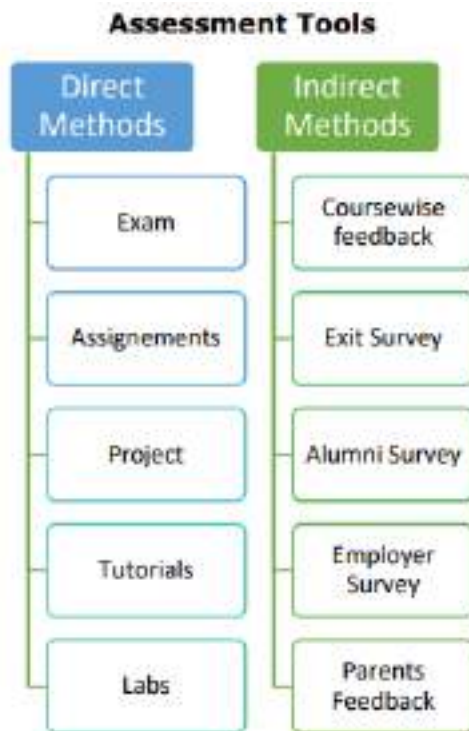 Assessment Tools
Direct
Methods
Exam
Assignements
Project
Tutorials
Labs
Indirect
Methods
Coursewise
feedback
Exit Survey
Alumni Survey
Employer
Survey
Parents
Feedback